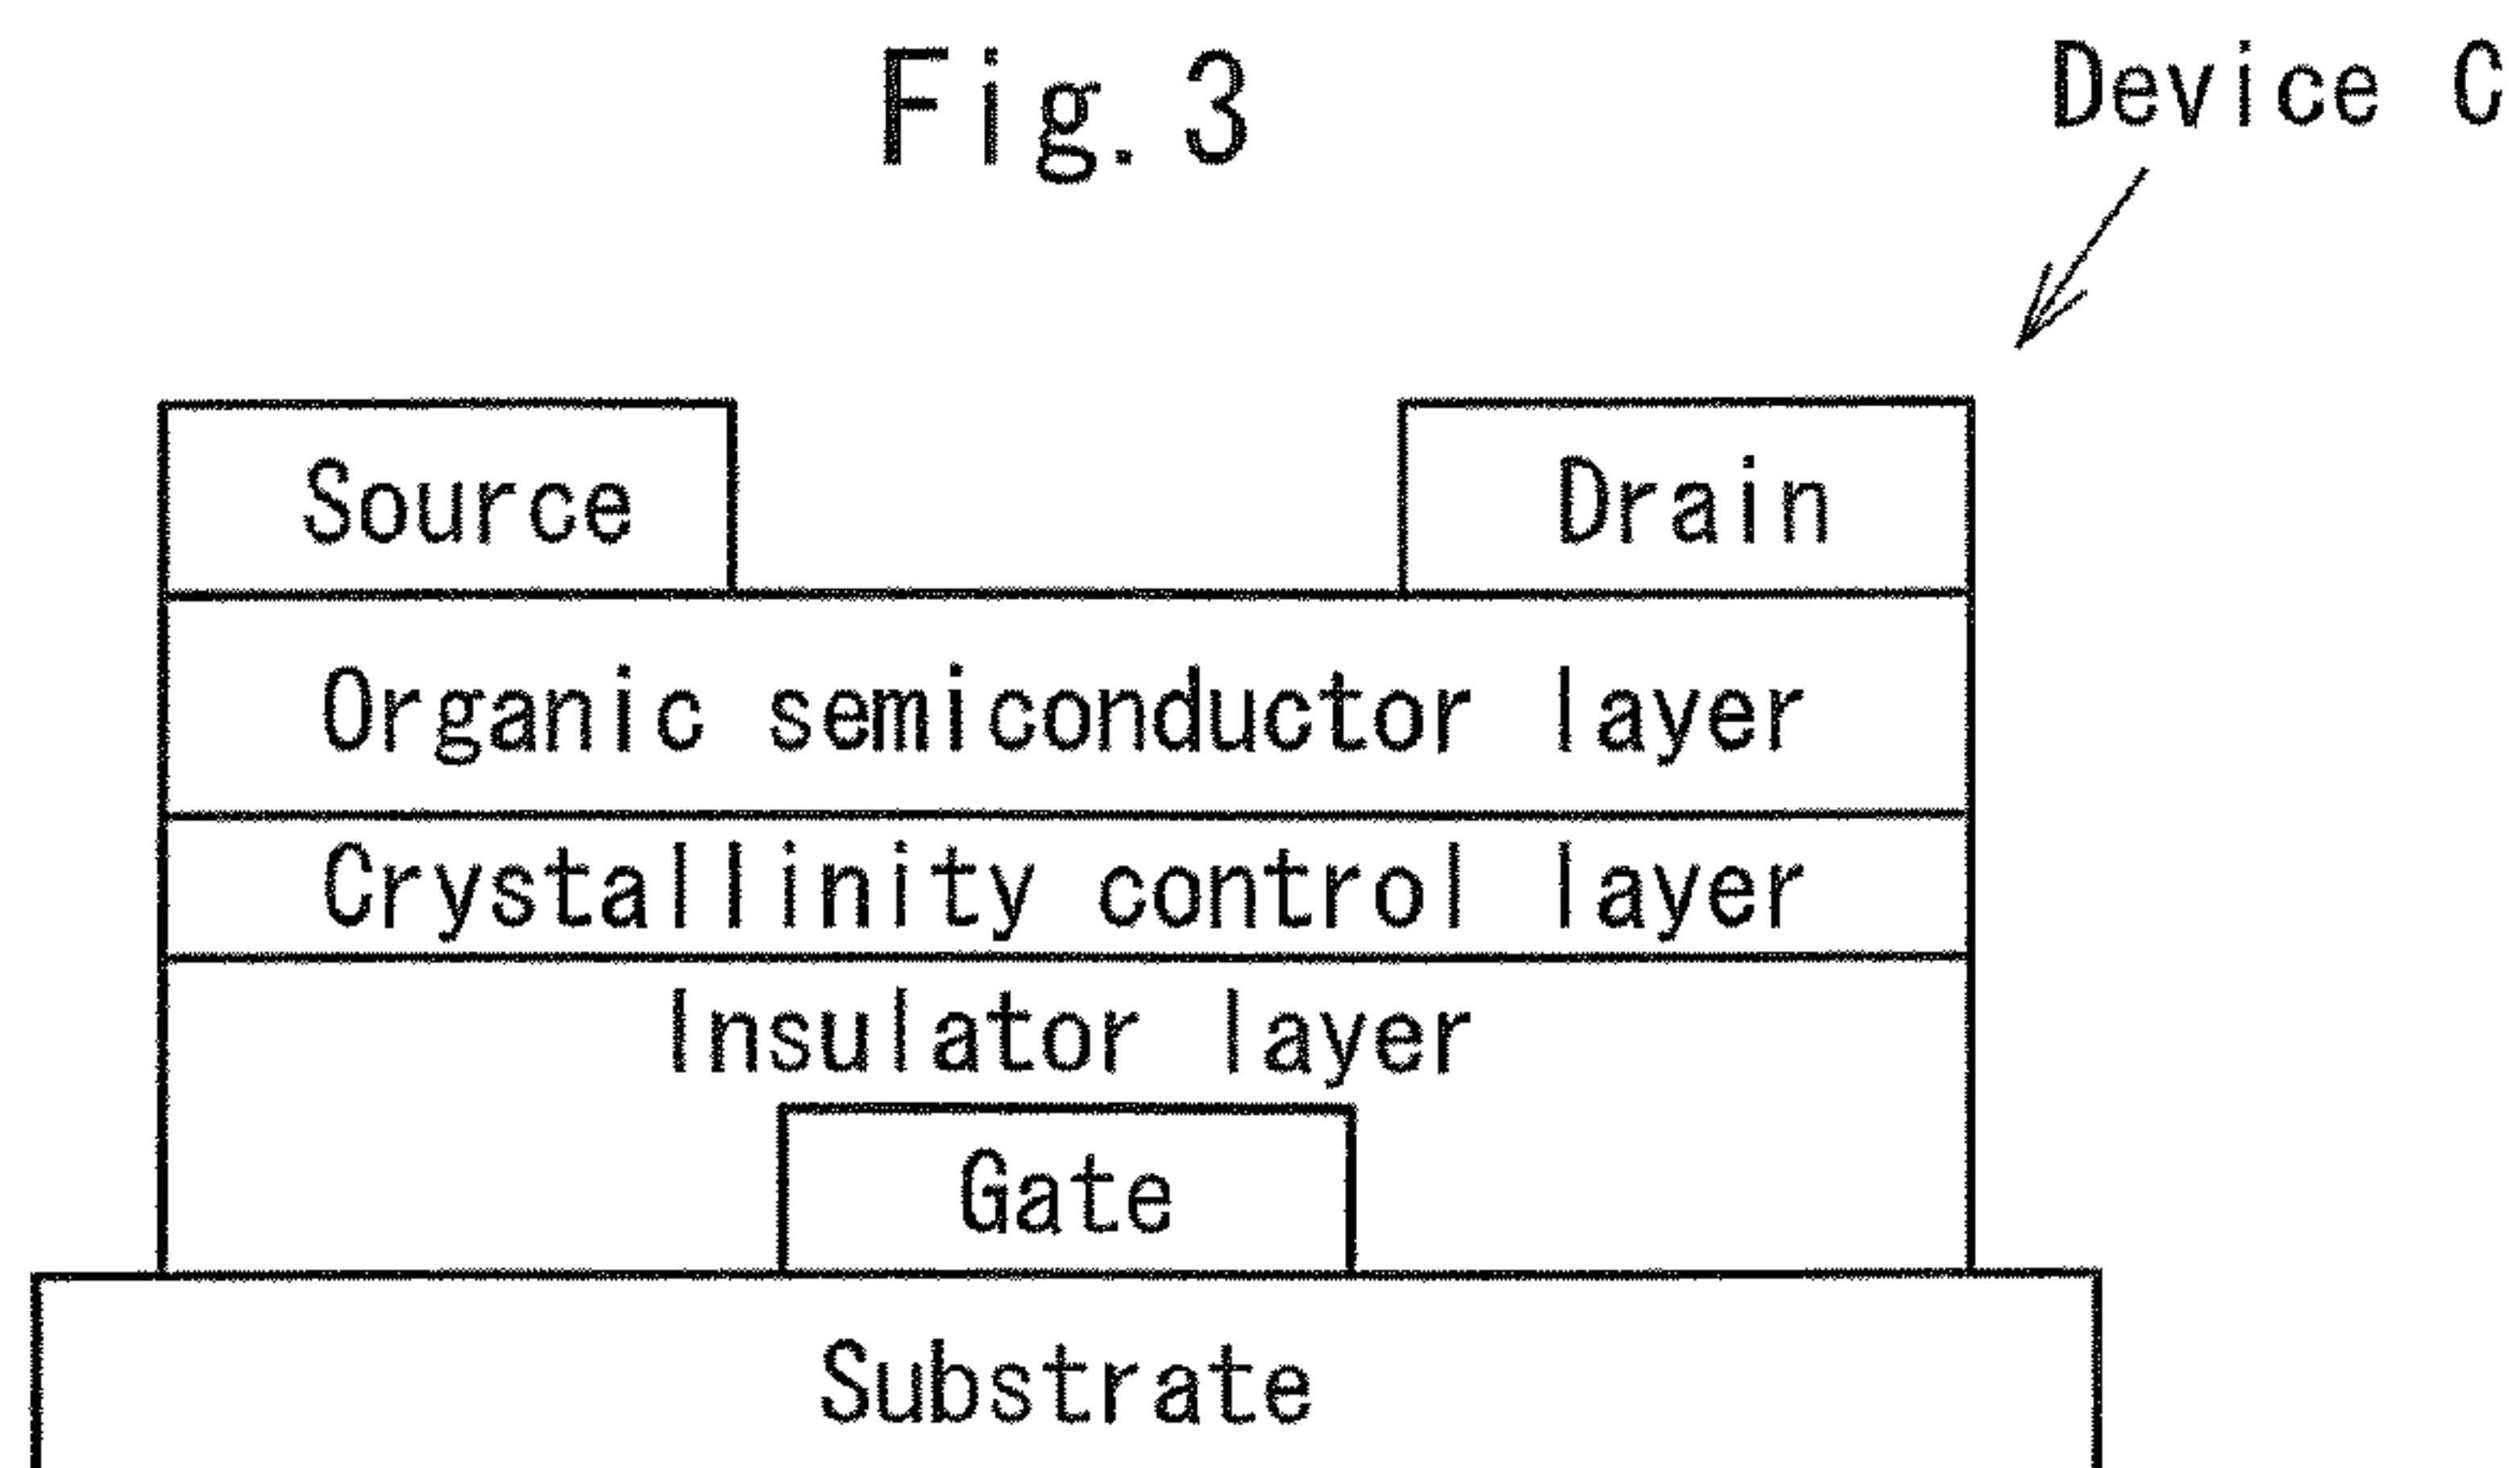 Fig. 3
Device C
Source
Drain
Organic semiconductor layer
Crystallinity control layer
Insulator layer
Gate
Substrate